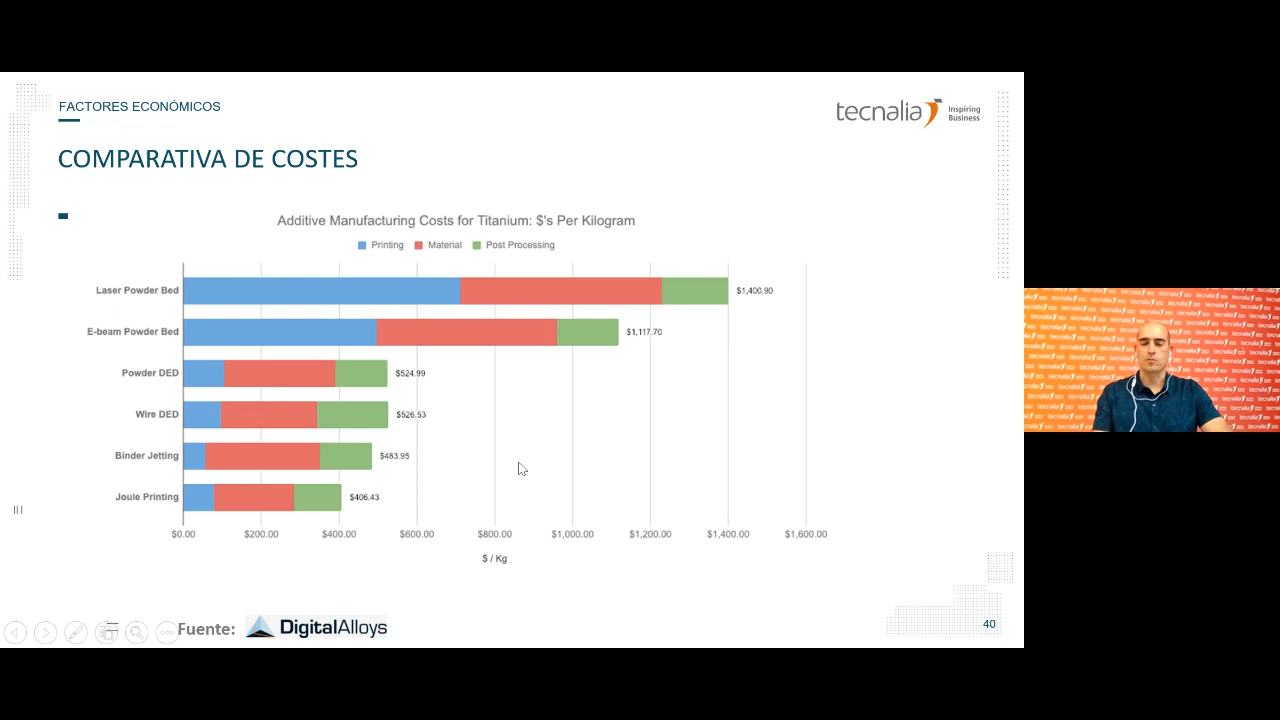 FACTORES ECONÓMICOS
tecnalia Inspiring Business
COMPARATIVA DE COSTES
Additive Manufacturing Costs for Titanium: $'s Per Kilogram
Printing Material Post Processing
Laser Powder Bed $1,400.90
E-beam Powder Bed $1,117.70
Powder DED $524.99
Wire DED $526.53
Binder Jetting $483.95
Joule Printing $406.43
$0.00 $200.00 $400.00 $600.00 $800.00 $1,000.00 $1,200.00 $1,400.00 $1,600.00
$ / Kg
Fuente: DigitalAlloys
40